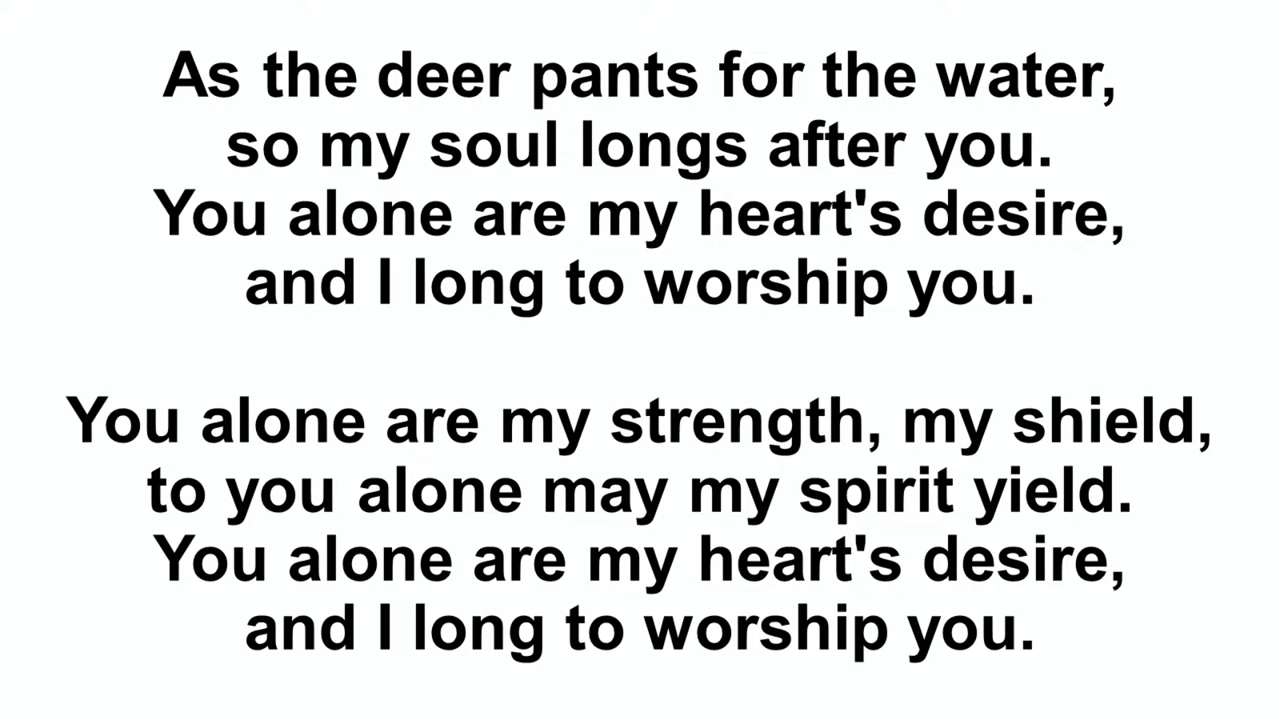 As the deer pants for the water,
so my soul longs after you.
You alone are my heart's desire,
and I long to worship you.
You alone are my strength, my shield,
to you alone may my spirit yield.
You alone are my heart's desire,
and I long to worship you.